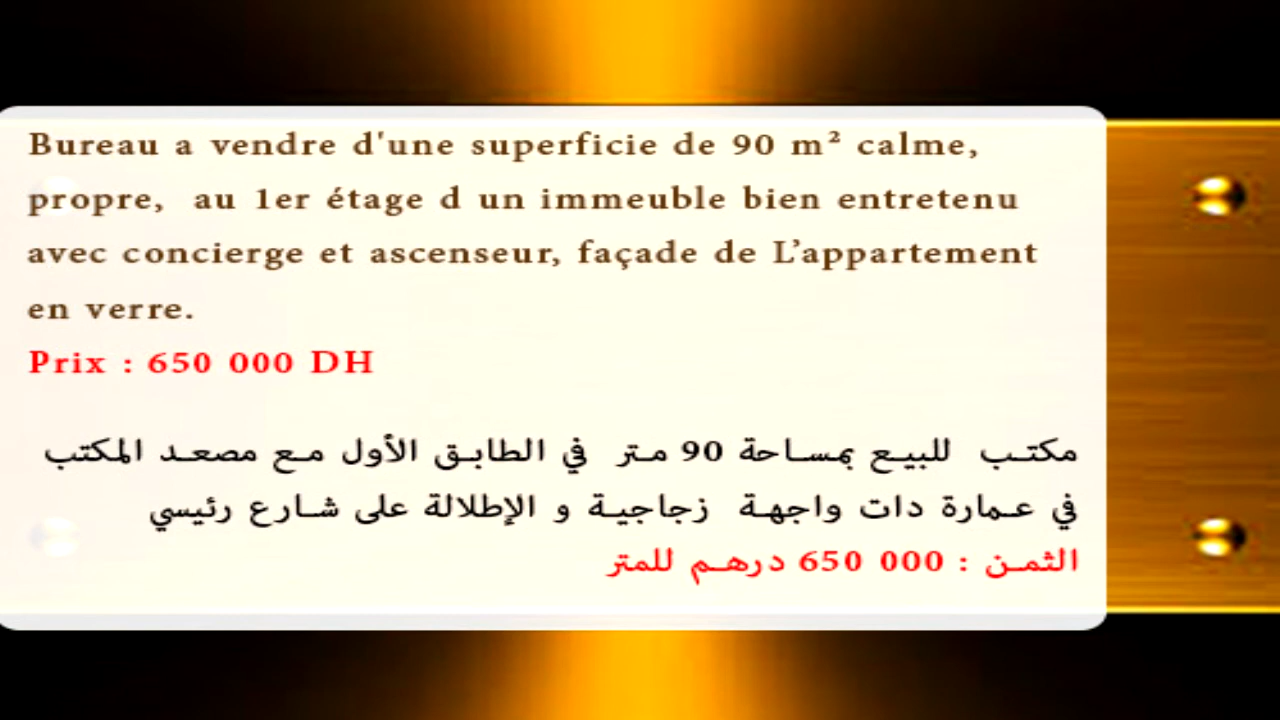 Bureau a vendre d'une superficie de 90 m² calme,
propre, au 1er étage d un immeuble bien entretenu
avec concierge et ascenseur, façade de L’appartement
en verre.
Prix : 650 000 DH
مكتب للبيع بمساحة 90 متر في الطابق الأول مع مصعد المكتب
في عمارة دات واجهة زجاجية و الإطلالة على شارع رئيسي
الثمن : 000 650 درهم للمتر